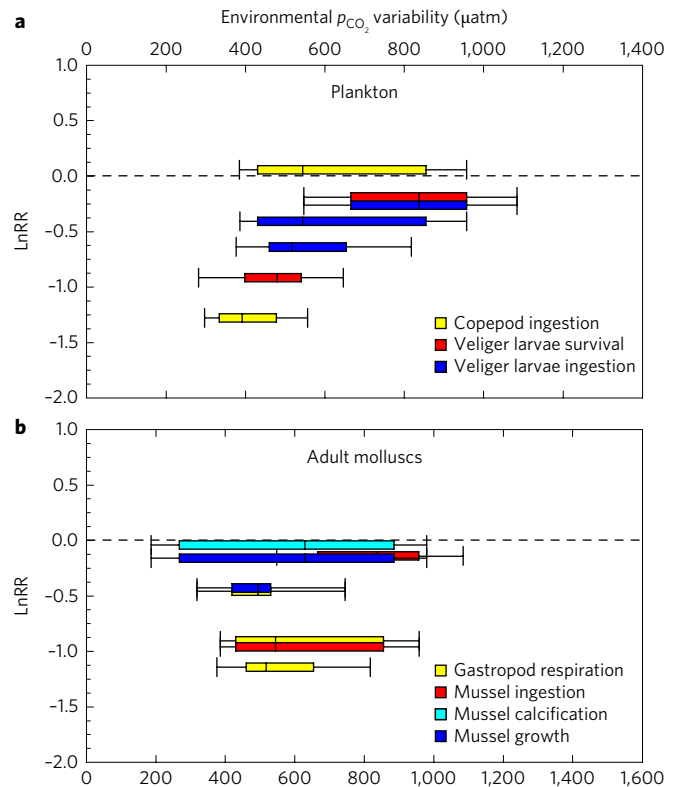 a
Environmental pCO2 variability (µatm)
0 200 400 600 800 1,000 1,200 1,400
1.0
Plankton
0.5
0.0
LnRR
–0.5
–1.0
–1.5
–2.0
Copepod ingestion
Veliger larvae survival
Veliger larvae ingestion
b
1.0
Adult molluscs
0.5
0.0
LnRR
–0.5
–1.0
–1.5
–2.0
Gastropod respiration
Mussel ingestion
Mussel calcification
Mussel growth
0 200 400 600 800 1,000 1,200 1,400 1,600